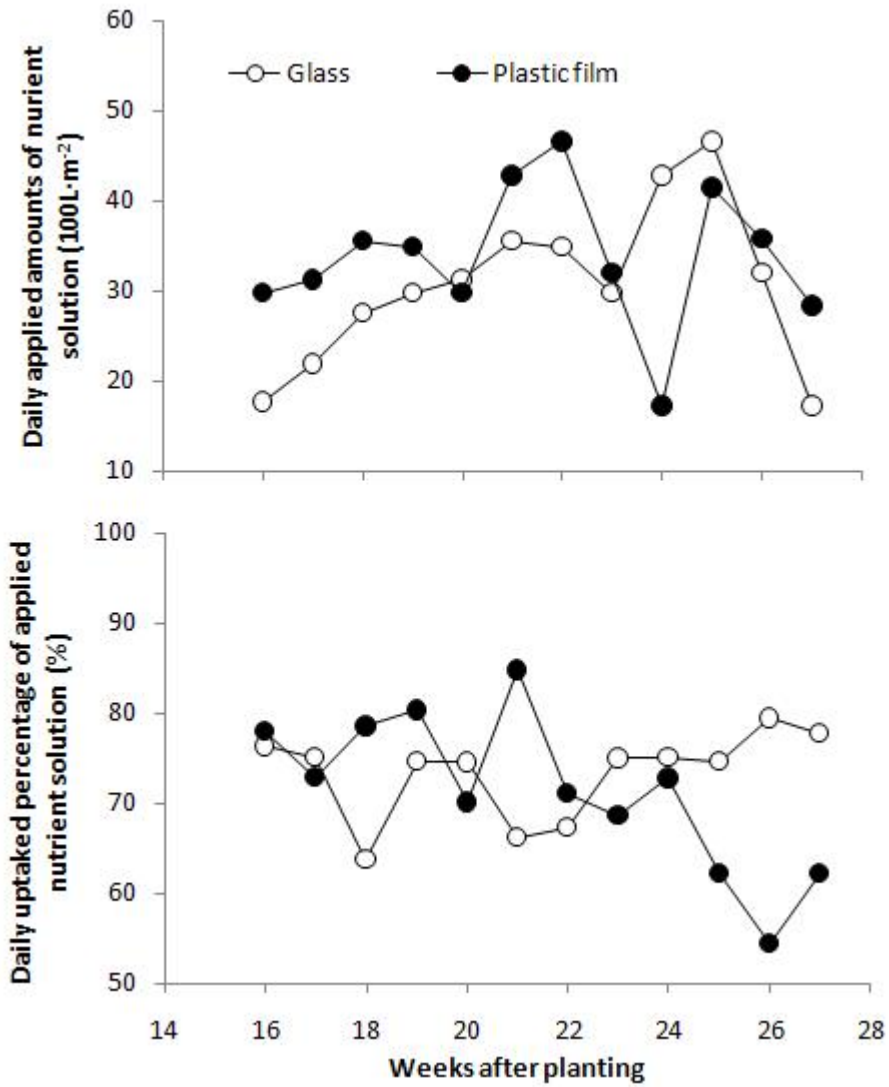 60
50
40
30
20
10
Glass
Plastic film
Daily applied amounts of nurient
solution (100L·m-2)
100
90
80
70
60
50
Daily uptaked percentage of applied
nutrient solution (%)
14 16 18 20 22 24 26 28
Weeks after planting